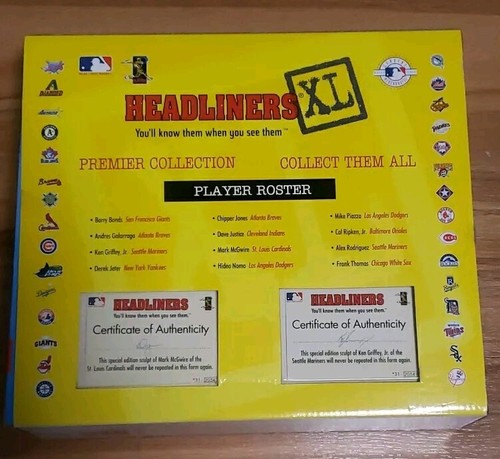 HEADLINERS XL
You'll know them when you see them™
PREMIER COLLECTION
COLLECT THEM ALL
PLAYER ROSTER
• Barry Bonds San Francisco Giants
• Andres Galarraga Atlanta Braves
• Ken Griffey, Jr. Seattle Mariners
• Derek Jeter New York Yankees
• Chipper Jones Atlanta Braves
• Dave Justice Cleveland Indians
• Mark McGwire St. Louis Cardinals
• Hideo Nomo Los Angeles Dodgers
• Mike Piazza Los Angeles Dodgers
• Cal Ripken, Jr. Baltimore Orioles
• Alex Rodriguez Seattle Mariners
• Frank Thomas Chicago White Sox
HEADLINERS
You'll know them when you see them.™
Certificate of Authenticity
This special edition sculpt of Mark McGwire of the
St. Louis Cardinals will never be repeated in this form again.
HEADLINERS
You'll know them when you see them.™
Certificate of Authenticity
This special edition sculpt of Ken Griffey, Jr. of the
Seattle Mariners will never be repeated in this form again.
GIANTS
Padres
REDS
Twins
Sox